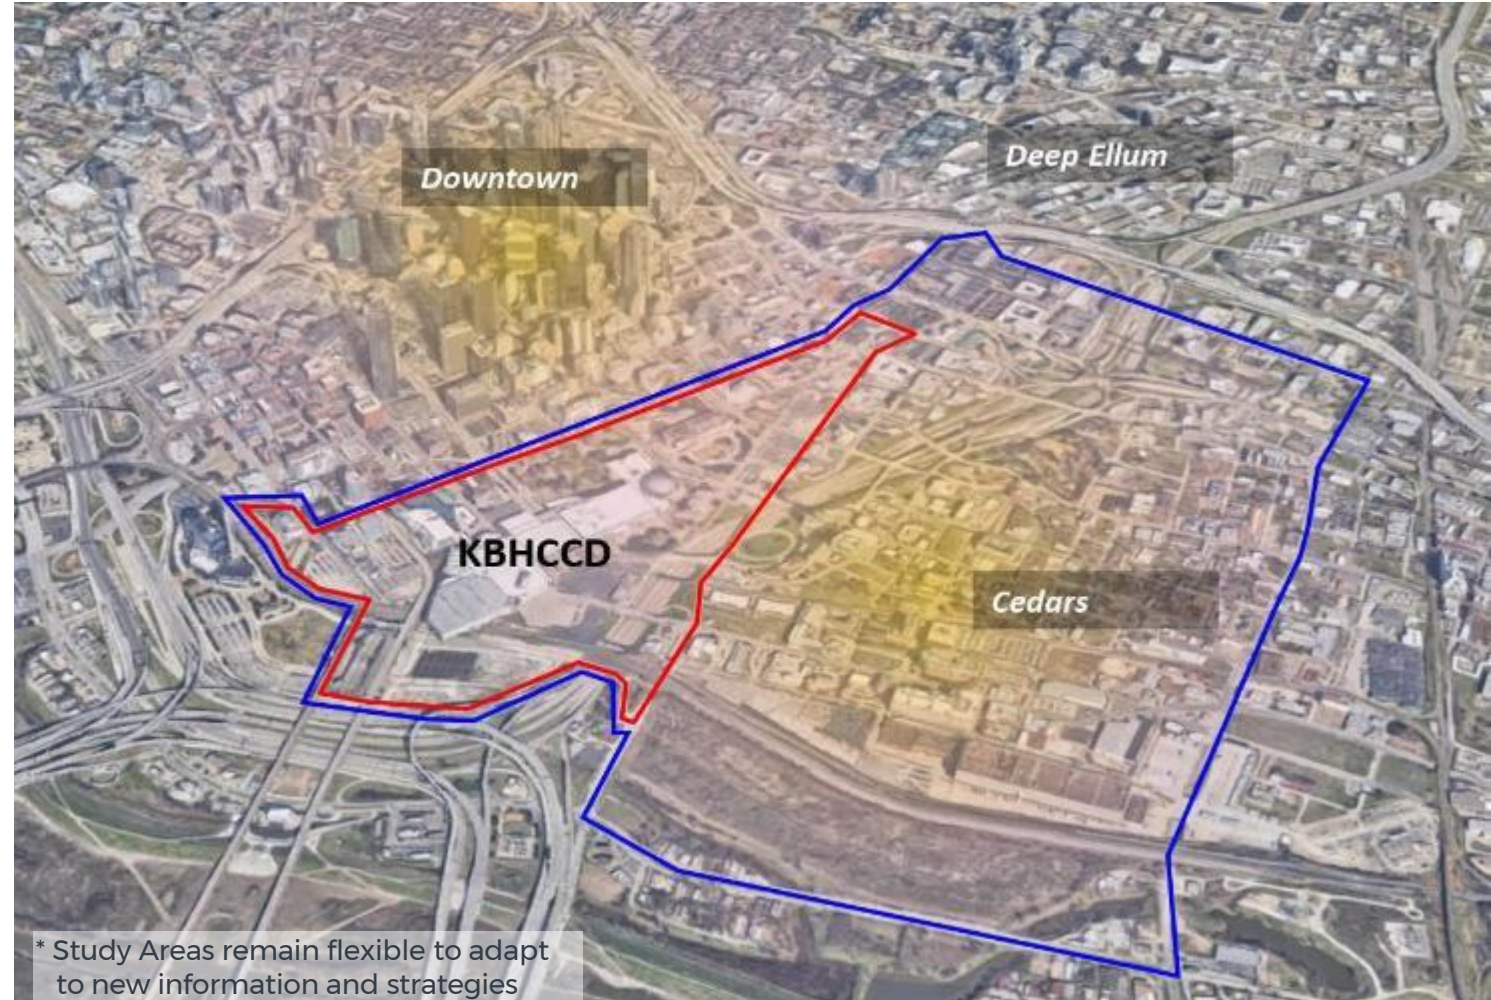 Downtown
Deep Ellum
KBHCCD
Cedars
* Study Areas remain flexible to adapt
to new information and strategies